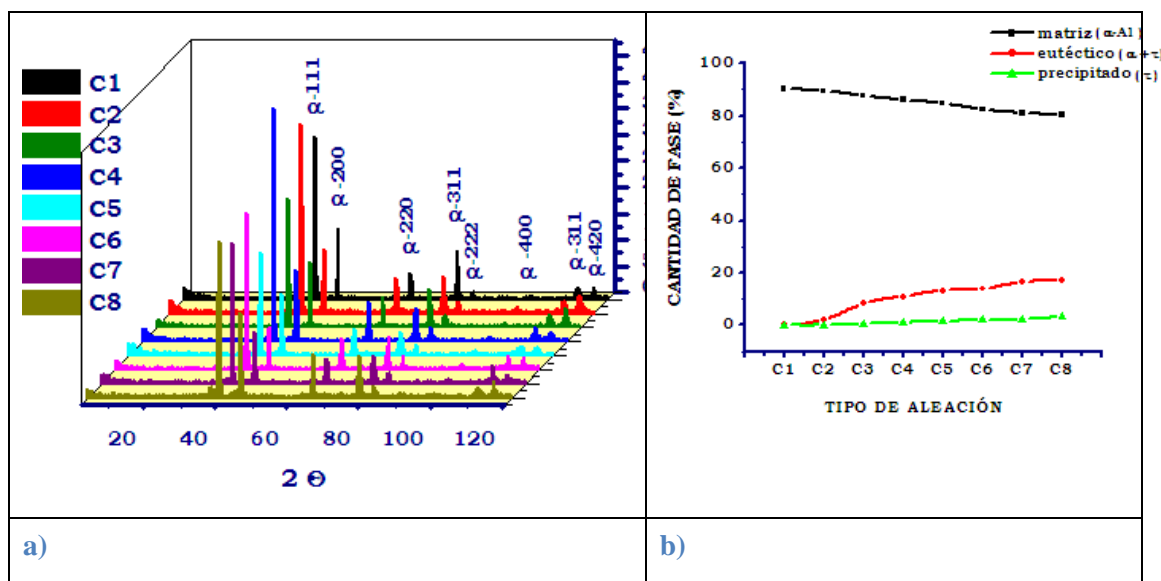 C1
C2
C3
C4
C5
C6
C7
C8
α-111
α-200
α-220
α-311
α-222
α-400
α-311
α-420
20 40 60 80 100 120
2 Θ
matriz (α-Al)
eutéctico (α+τ)
precipitado (τ)
CANTIDAD DE FASE (%)
100
80
60
40
20
0
C1 C2 C3 C4 C5 C6 C7 C8
TIPO DE ALEACIÓN
a)
b)